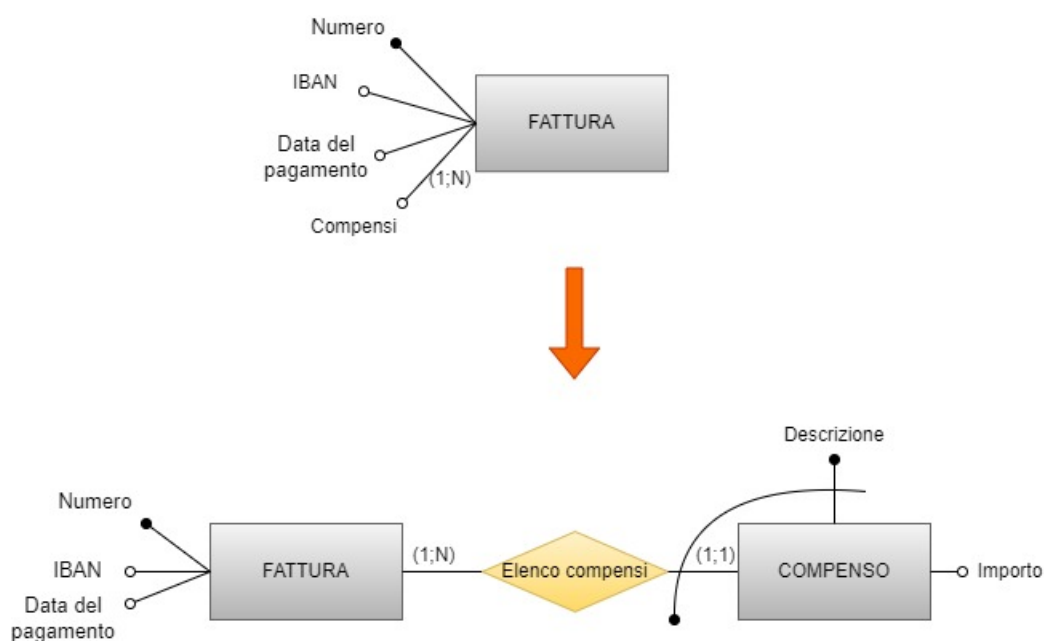 Numero
IBAN
FATTURA
Data del
pagamento
(1;N)
Compensi
Descrizione
Numero
(1;N)
(1;1)
IBAN
FATTURA
Elenco compensi
COMPENSO
Importo
Data del
pagamento